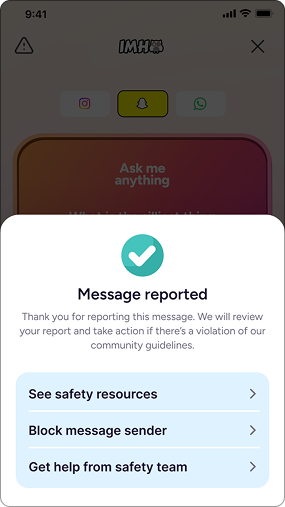 9:41
IMHO
Ask me
anything
Message reported
Thank you for reporting this message. We will review
your report and take action if there's a violation of our
community guidelines.
See safety resources
Block message sender
Get help from safety team